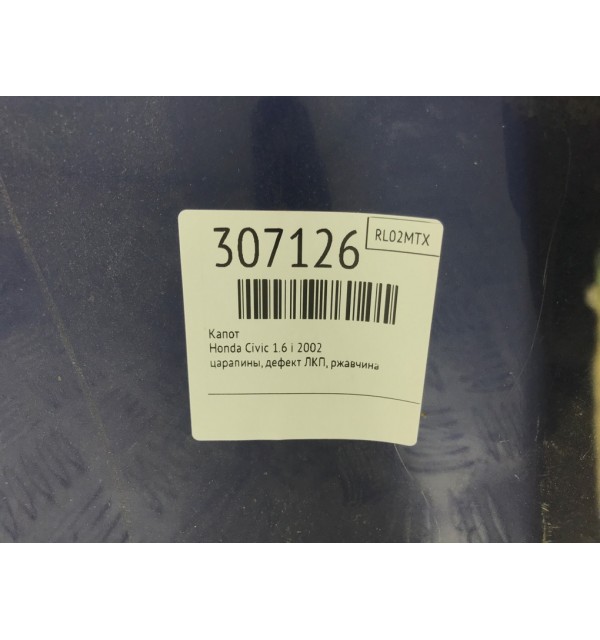 307126
RL02MTX
Капот
Honda Civic 1.6 i 2002
царапины, дефект ЛКП, ржавчина